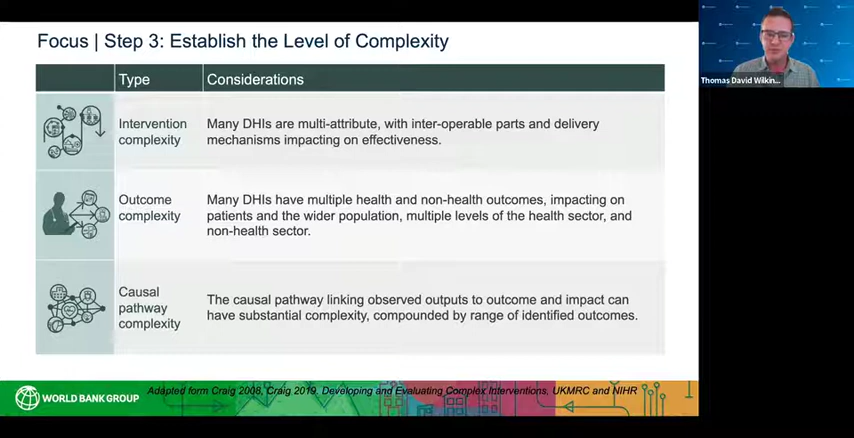 Focus | Step 3: Establish the Level of Complexity
Type
Considerations
Intervention
complexity
Many DHIs are multi-attribute, with inter-operable parts and delivery
mechanisms impacting on effectiveness.
Outcome
complexity
Many DHIs have multiple health and non-health outcomes, impacting on
patients and the wider population, multiple levels of the health sector, and
non-health sector.
Causal
pathway
complexity
The causal pathway linking observed outputs to outcome and impact can
have substantial complexity, compounded by range of identified outcomes.
WORLD BANK GROUP
Adapted form Craig 2008, Craig 2019, Developing and Evaluating Complex Interventions, UKMRC and NIHR
Thomas David Wilkin...